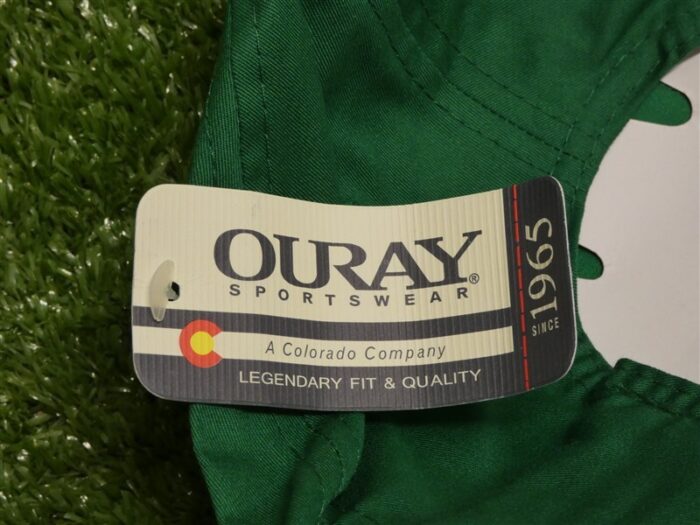 OURAY®
SPORTSWEAR
A Colorado Company
LEGENDARY FIT & QUALITY
SINCE 1965